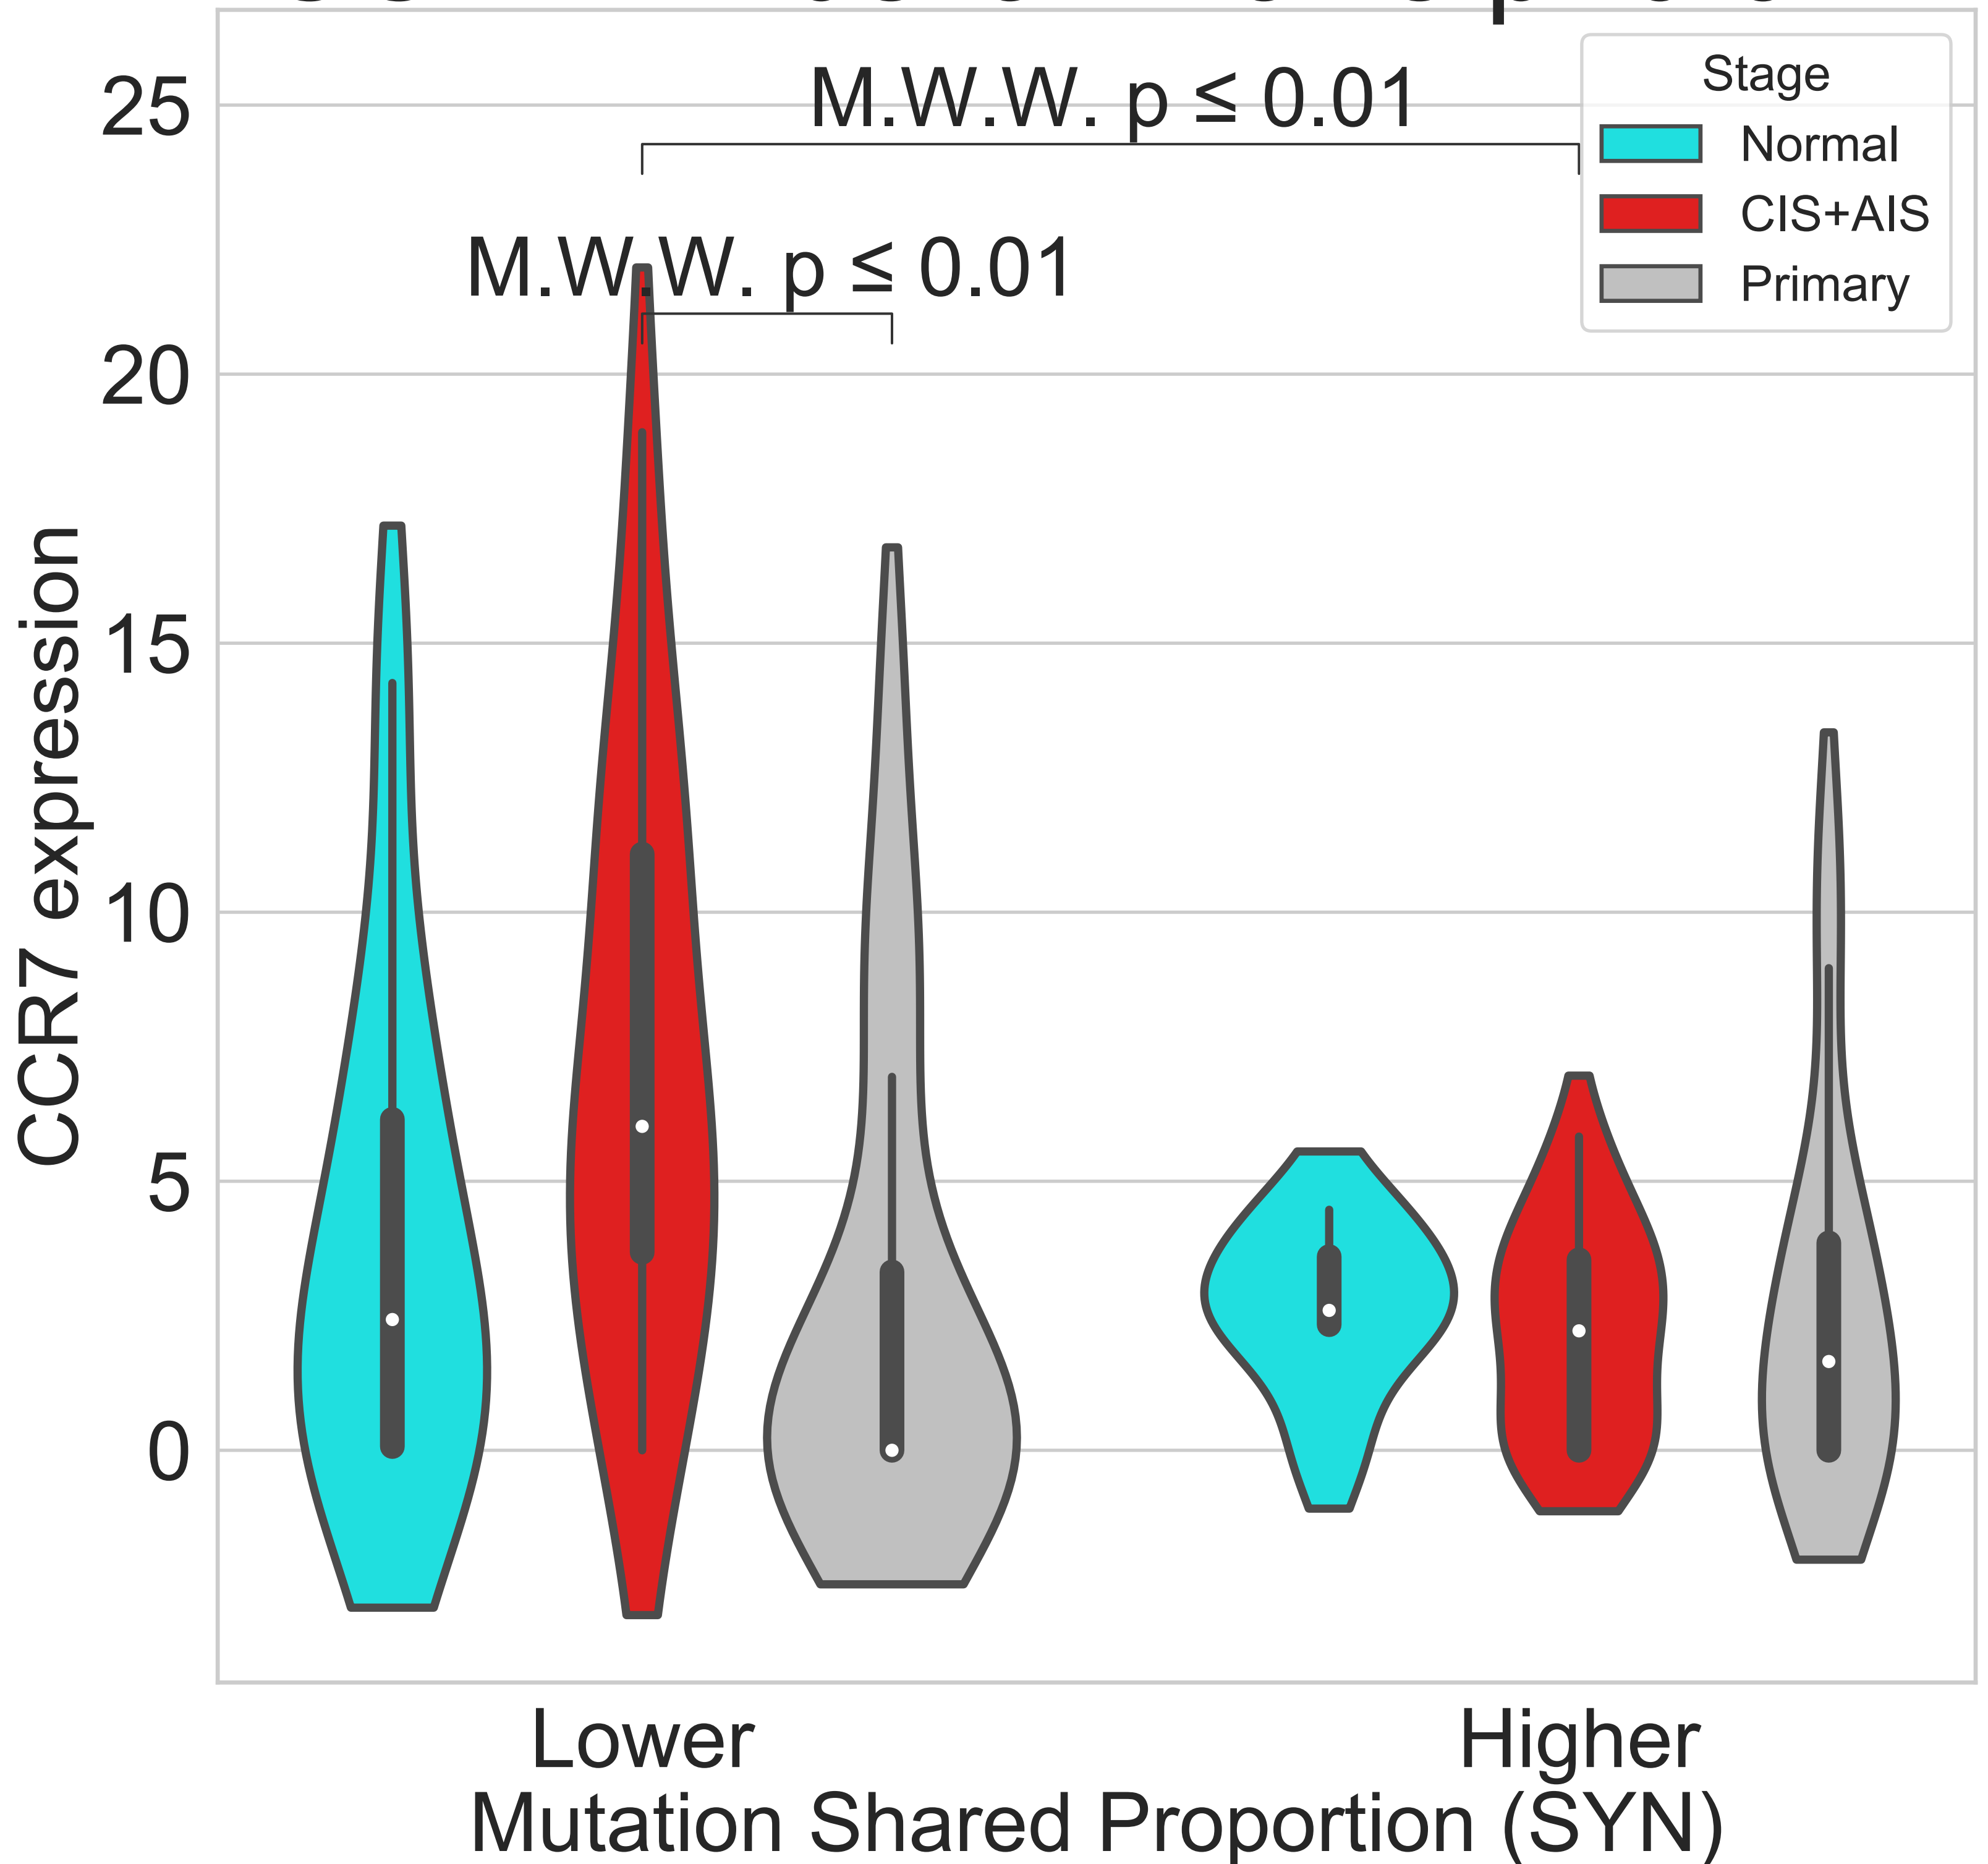 M.W.W. p ≤ 0.01
M.W.W. p ≤ 0.01
Stage
Normal
CIS+AIS
Primary
25
20
15
10
5
0
CCR7 expression
Lower
Higher
Mutation Shared Proportion (SYN)